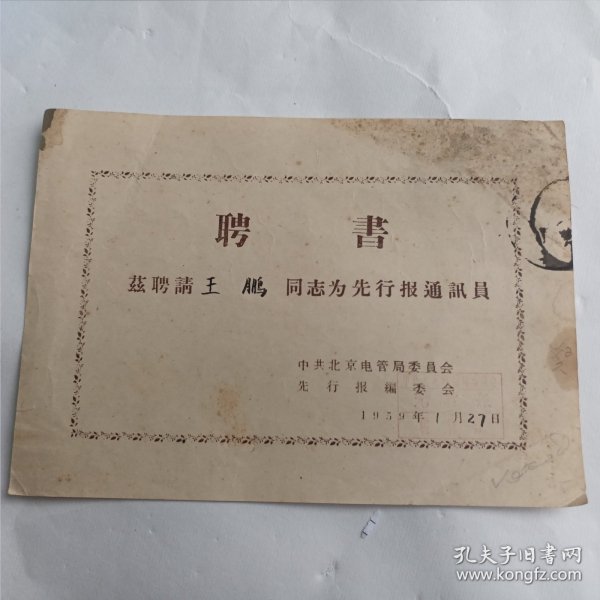 聘書
茲聘請王鵬同志为先行报通訊員
中共北京电管局委員会
先行报編委会
1959年1月27日
孔夫子旧书网
www.kongfz.com